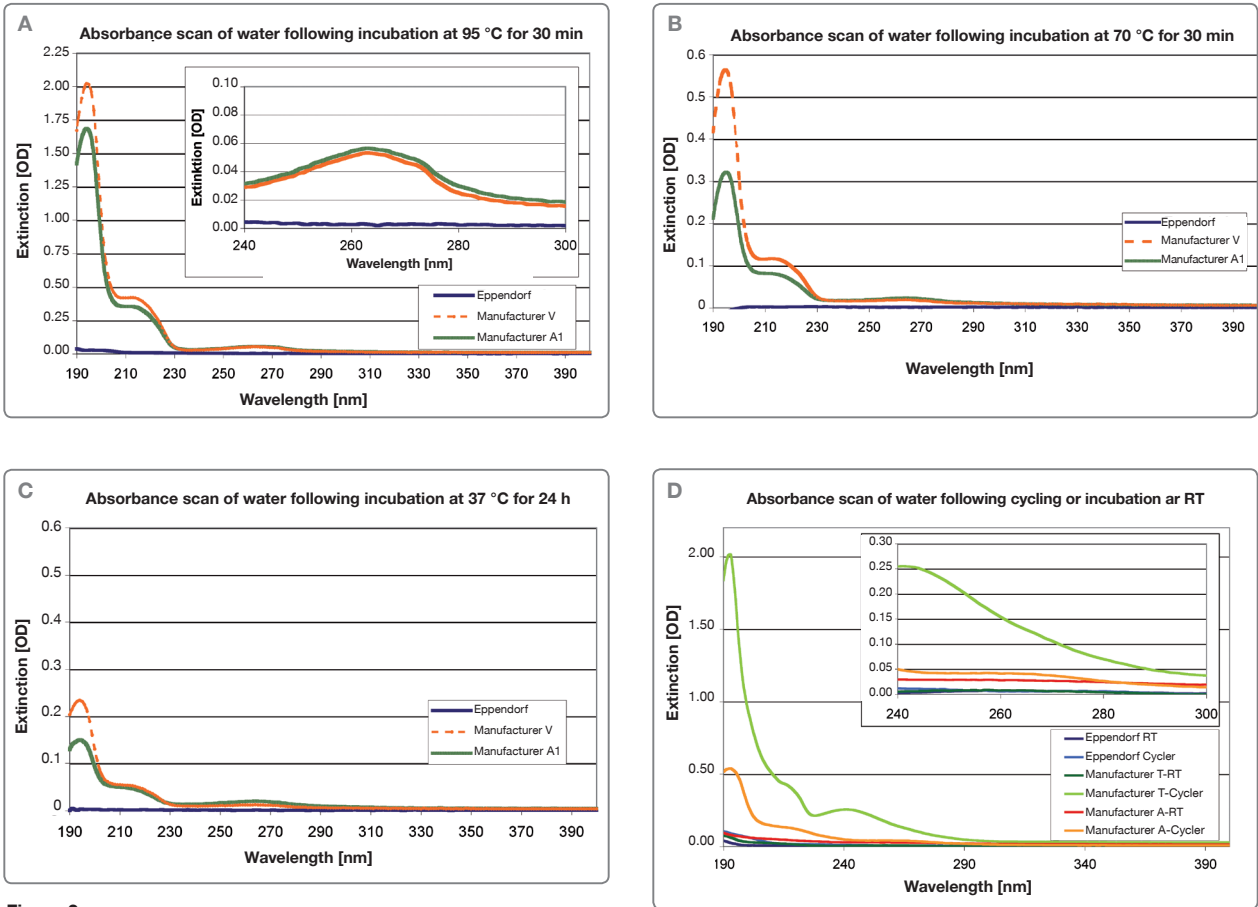 A
Absorbance scan of water following incubation at 95 °C for 30 min
Extinction [OD]
2.25
2.00
1.75
1.50
1.25
1.00
0.75
0.50
0.25
0.00
190 210 230 250 270 290 310 330 350 370 390
Wavelength [nm]
Extinktion [OD]
0.10
0.08
0.06
0.04
0.02
0.00
240 260 280 300
Wavelength [nm]
Eppendorf
Manufacturer V
Manufacturer A1
B
Absorbance scan of water following incubation at 70 °C for 30 min
Extinction [OD]
0.6
0.5
0.4
0.3
0.2
0.1
0
190 210 230 250 270 290 310 330 350 370 390
Wavelength [nm]
Eppendorf
Manufacturer V
Manufacturer A1
C
Absorbance scan of water following incubation at 37 °C for 24 h
Extinction [OD]
0.6
0.5
0.4
0.3
0.2
0.1
0
190 210 230 250 270 290 310 330 350 370 390
Wavelength [nm]
Eppendorf
Manufacturer V
Manufacturer A1
D
Absorbance scan of water following cycling or incubation ar RT
Extinction [OD]
2.00
1.50
1.00
0.50
0.00
190 240 290 340 390
Wavelength [nm]
0.30
0.25
0.20
0.15
0.10
0.05
0.00
240 260 280 300
Eppendorf RT
Eppendorf Cycler
Manufacturer T-RT
Manufacturer T-Cycler
Manufacturer A-RT
Manufacturer A-Cycler